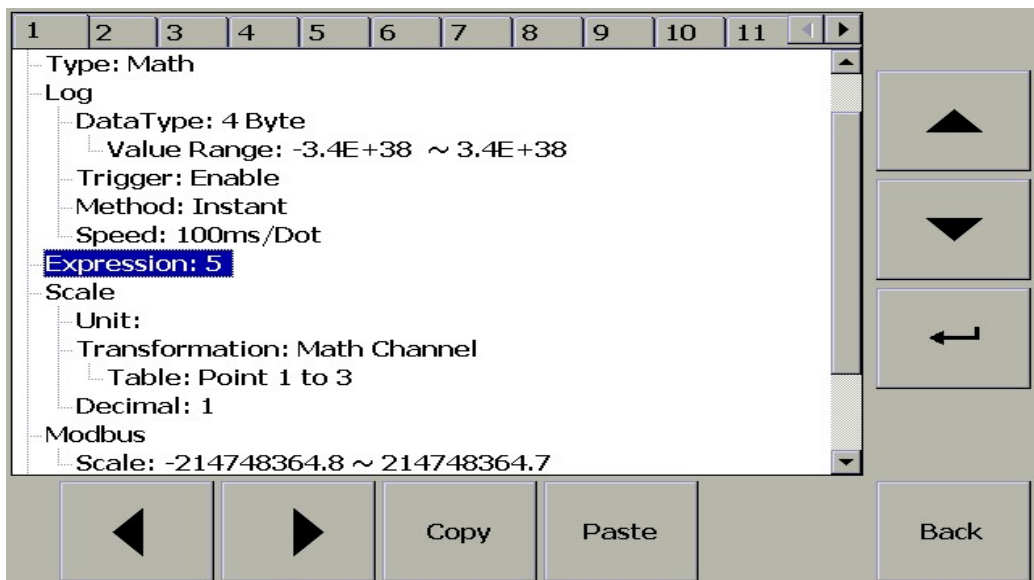 1 2 3 4 5 6 7 8 9 10 11
Type: Math
Log
DataType: 4 Byte
Value Range: -3.4E+38 ~ 3.4E+38
Trigger: Enable
Method: Instant
Speed: 100ms/Dot
Expression: 5
Scale
Unit:
Transformation: Math Channel
Table: Point 1 to 3
Decimal: 1
Modbus
Scale: -214748364.8 ~ 214748364.7
Copy Paste Back